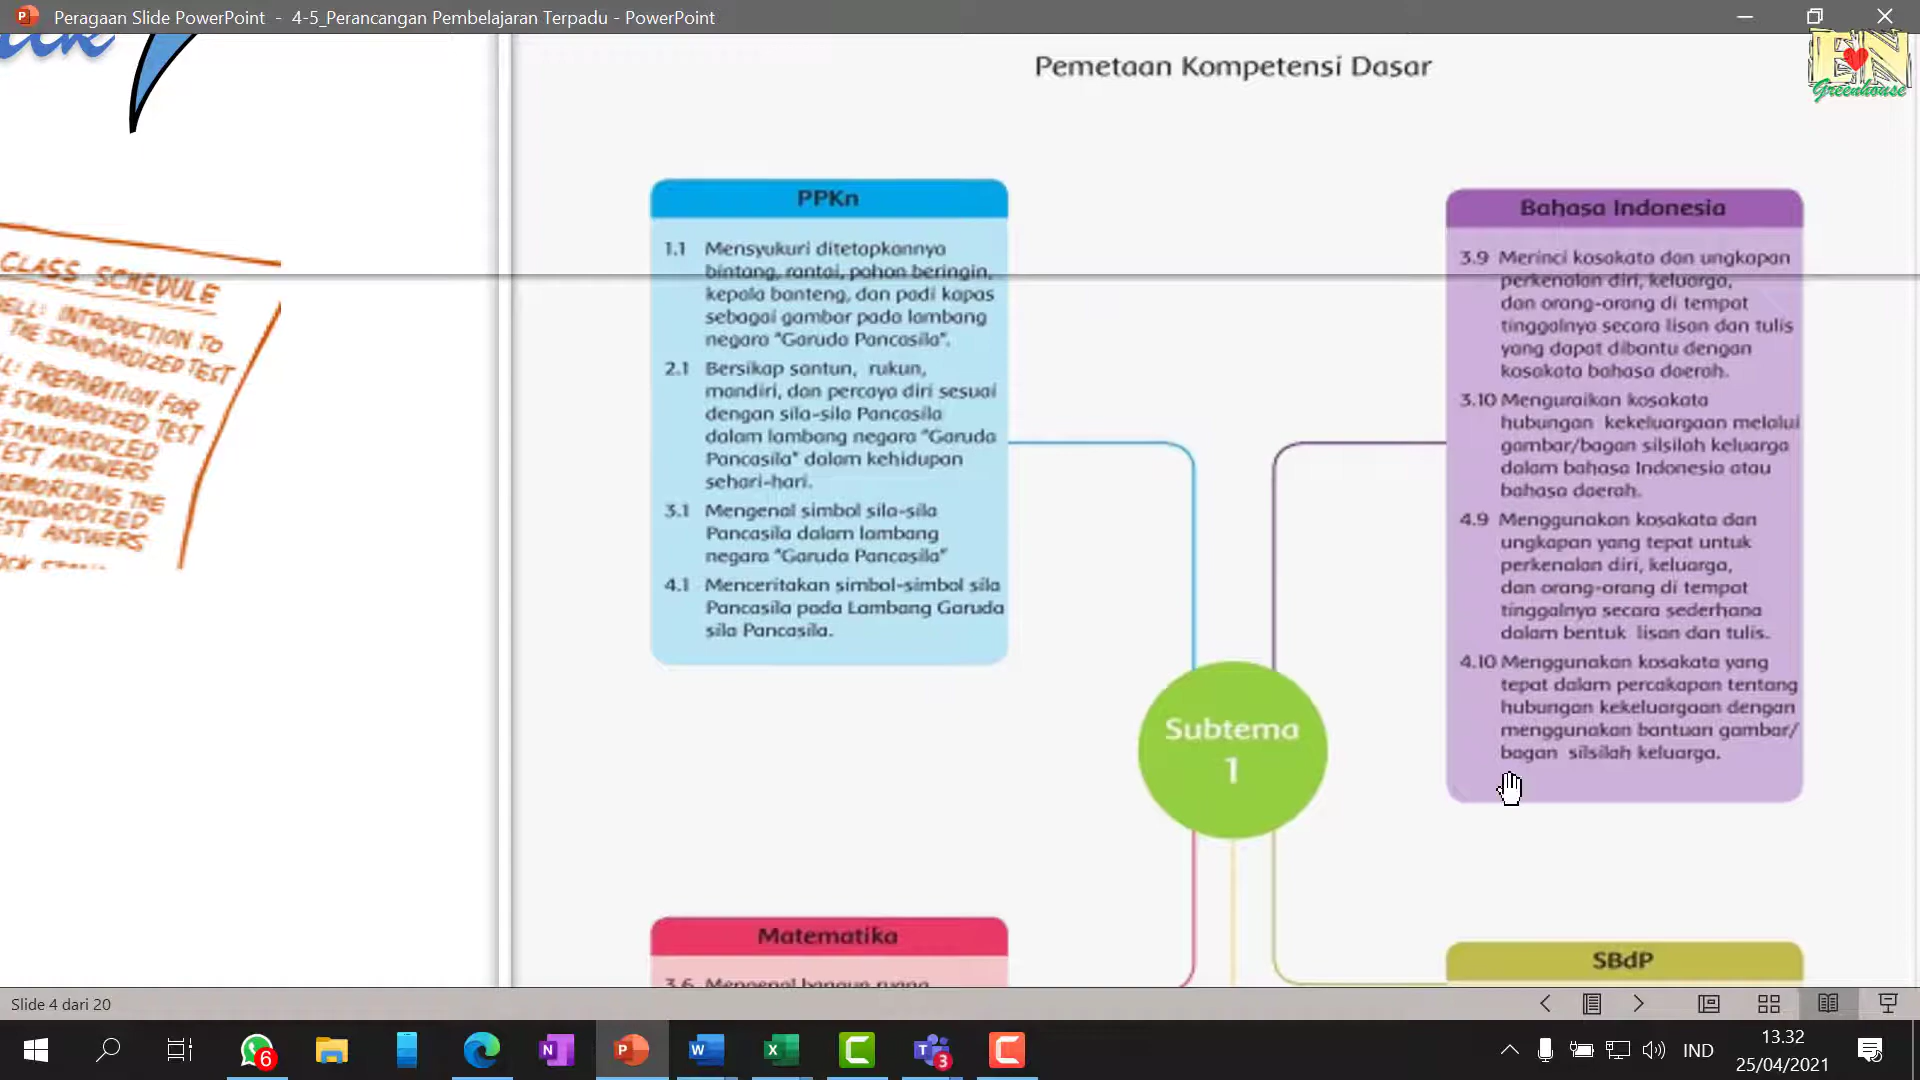 Peragaan Slide PowerPoint - 4-5_Perancangan Pembelajaran Terpadu - PowerPoint
EN
Greenhouse
CLASS SCHEDULE
INTRODUCTION TO
THE STANDARDIZED TEST
PREPARATION FOR
STANDARDIZED TEST
STANDARDIZED
TEST ANSWERS
MEMORIZING THE
STANDARDIZED
TEST ANSWERS
Pemetaan Kompetensi Dasar
PPKn
1.1 Mensyukuri ditetapkannya
bintang, rantai, pohon beringin,
kepala banteng, dan padi kapas
sebagai gambar pada lambang
negara "Garuda Pancasila".
2.1 Bersikap santun, rukun,
mandiri, dan percaya diri sesuai
dengan sila-sila Pancasila
dalam lambang negara "Garuda
Pancasila" dalam kehidupan
sehari-hari.
3.1 Mengenal simbol sila-sila
Pancasila dalam lambang
negara "Garuda Pancasila"
4.1 Menceritakan simbol-simbol sila
Pancasila pada Lambang Garuda
sila Pancasila.
Bahasa Indonesia
3.9 Merinci kosakata dan ungkapan
perkenalan diri, keluarga,
dan orang-orang di tempat
tinggalnya secara lisan dan tulis
yang dapat dibantu dengan
kosakata bahasa daerah.
3.10 Menguraikan kosakata
hubungan kekeluargaan melalui
gambar/bagan silsilah keluarga
dalam bahasa Indonesia atau
bahasa daerah.
4.9 Menggunakan kosakata dan
ungkapan yang tepat untuk
perkenalan diri, keluarga,
dan orang-orang di tempat
tinggalnya secara sederhana
dalam bentuk lisan dan tulis.
4.10 Menggunakan kosakata yang
tepat dalam percakapan tentang
hubungan kekeluargaan dengan
menggunakan bantuan gambar/
bagan silsilah keluarga.
Subtema
1
Matematika
3.6 Mengenal bangun ruang
SBdP
Slide 4 dari 20
6
3
IND
13.32
25/04/2021